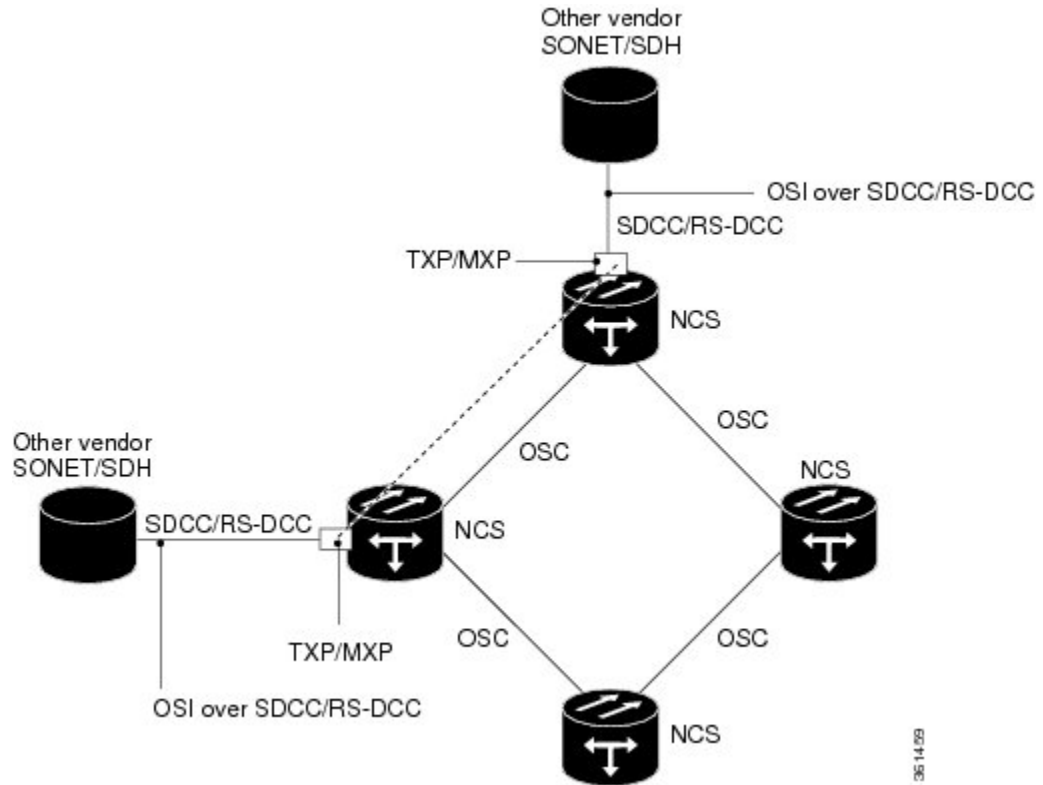 Other vendor
SONET/SDH
OSI over SDCC/RS-DCC
SDCC/RS-DCC
TXP/MXP
NCS
OSC
OSC
NCS
Other vendor
SONET/SDH
SDCC/RS-DCC
NCS
OSC
OSC
TXP/MXP
OSI over SDCC/RS-DCC
NCS
361459